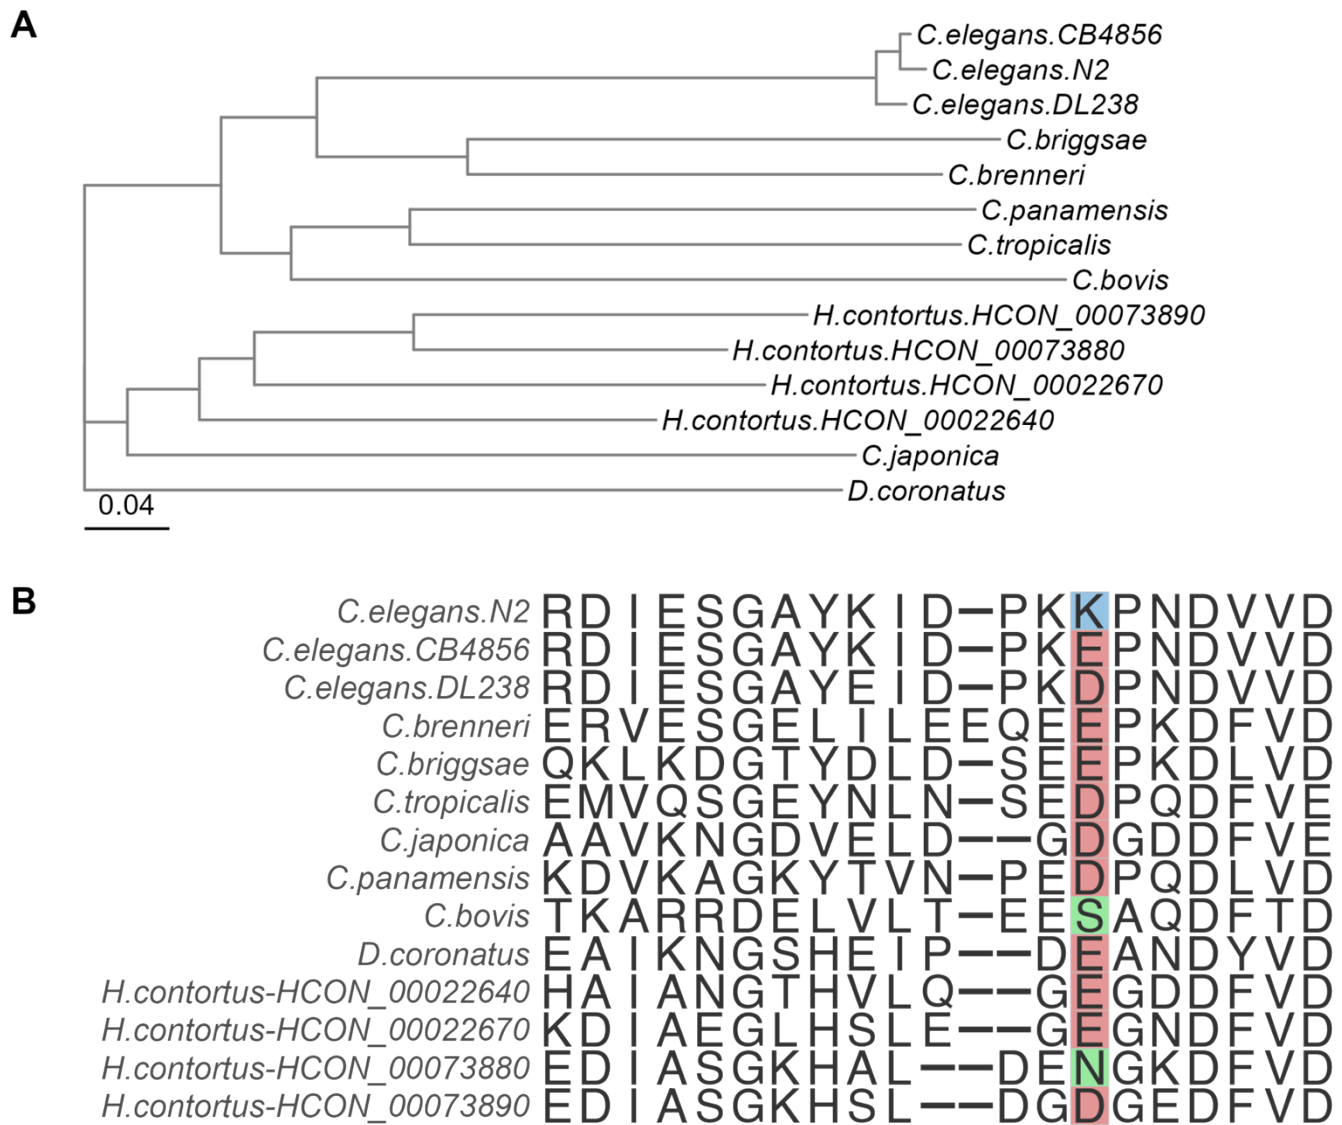 A
C.elegans.CB4856
C.elegans.N2
C.elegans.DL238
C.briggsae
C.brenneri
C.panamensis
C.tropicalis
C.bovis
H.contortus.HCON_00073890
H.contortus.HCON_00073880
H.contortus.HCON_00022670
H.contortus.HCON_00022640
C.japonica
D.coronatus
0.04
B
C.elegans.N2 RDIESGAYKID-PKKPNDVVD
C.elegans.CB4856 RDIESGAYKID-PKEPNDVVD
C.elegans.DL238 RDIESGAYEID-PKDPNDVVD
C.brenneri ERVESGELILEEQEEPKDFVD
C.briggsae QKLKDGTYDLD-SEEPKDLVD
C.tropicalis EMVQSGEYNLN-SEDPQDFVE
C.japonica AAVKNGDVELD--GDGDDFVE
C.panamensis KDVKAGKYTVN-PEDPQDLVD
C.bovis TKARRDELVLT-EESAQDFTD
D.coronatus EAIKNGSHEIP--DEANDYVD
H.contortus-HCON_00022640 HAIANGTHVLQ--GEGDDFVD
H.contortus-HCON_00022670 KDIAEGLHSLE--GEGNDFVD
H.contortus-HCON_00073880 EDIASGKHAL--DENGKDFVD
H.contortus-HCON_00073890 EDIASGKHSL--DGDGEDFVD